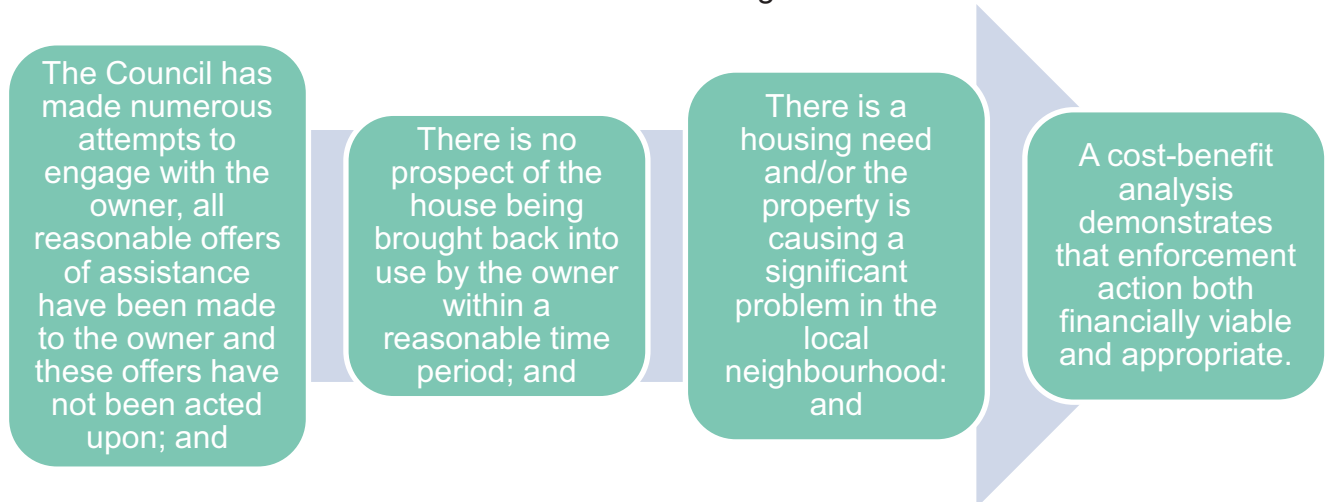 The Council has
made numerous
attempts to
engage with the
owner, all
reasonable offers
of assistance
have been made
to the owner and
these offers have
not been acted
upon; and
There is no
prospect of the
house being
brought back into
use by the owner
within a
reasonable time
period; and
There is a
housing need
and/or the
property is
causing a
significant
problem in the
local
neighbourhood:
and
A cost-benefit
analysis
demonstrates
that enforcement
action both
financially viable
and appropriate.